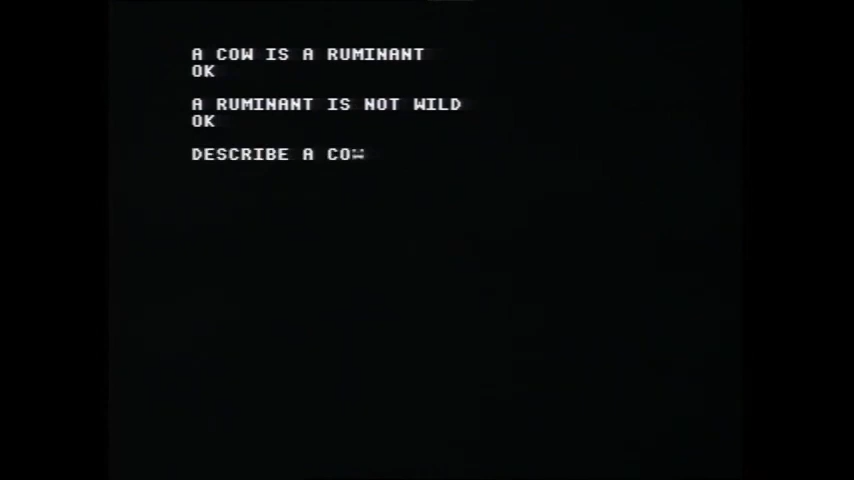 A COW IS A RUMINANT
OK
A RUMINANT IS NOT WILD
OK
DESCRIBE A COW